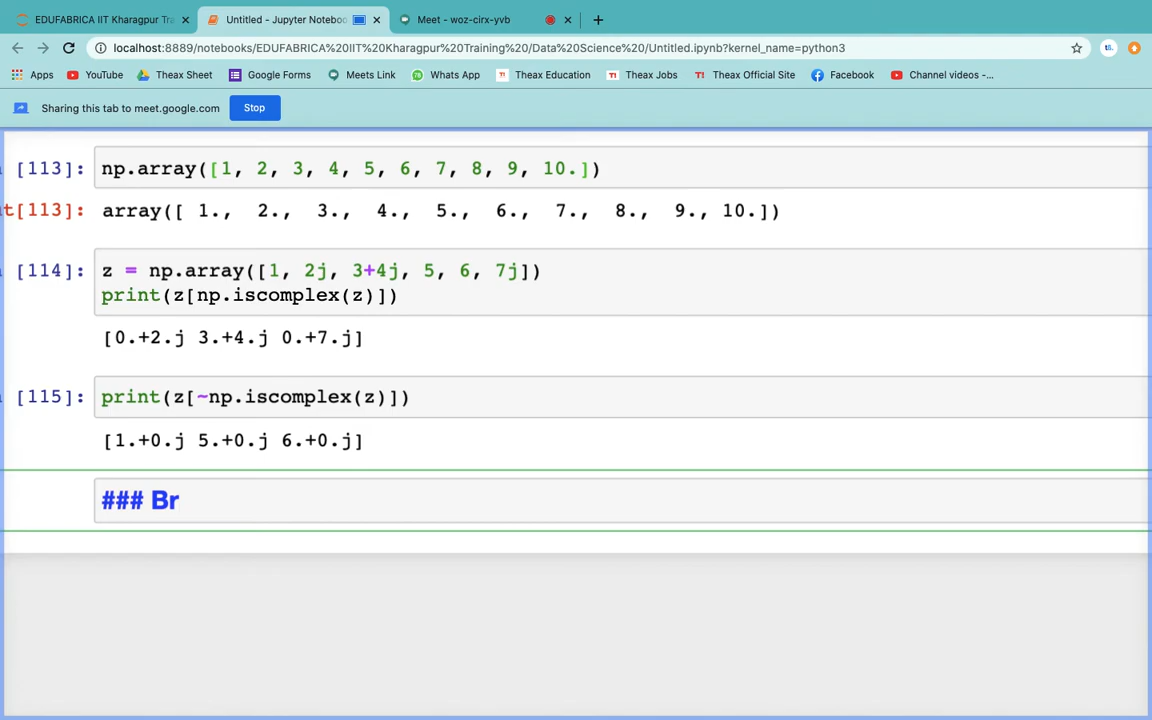 EDUFABRICA IIT Kharagpur Tra
Untitled - Jupyter Noteboo
Meet - woz-cirx-yvb
localhost:8889/notebooks/EDUFABRICA%20IIT%20Kharagpur%20Training%20/Data%20Science%20/Untitled.ipynb?kernel_name=python3
Apps YouTube Theax Sheet Google Forms Meets Link Whats App Theax Education Theax Jobs Theax Official Site Facebook Channel videos -...
Sharing this tab to meet.google.com Stop
[113]: np.array([1, 2, 3, 4, 5, 6, 7, 8, 9, 10.])
t[113]: array([ 1., 2., 3., 4., 5., 6., 7., 8., 9., 10.])
[114]: z = np.array([1, 2j, 3+4j, 5, 6, 7j])
print(z[np.iscomplex(z)])
[0.+2.j 3.+4.j 0.+7.j]
[115]: print(z[~np.iscomplex(z)])
[1.+0.j 5.+0.j 6.+0.j]
### Br